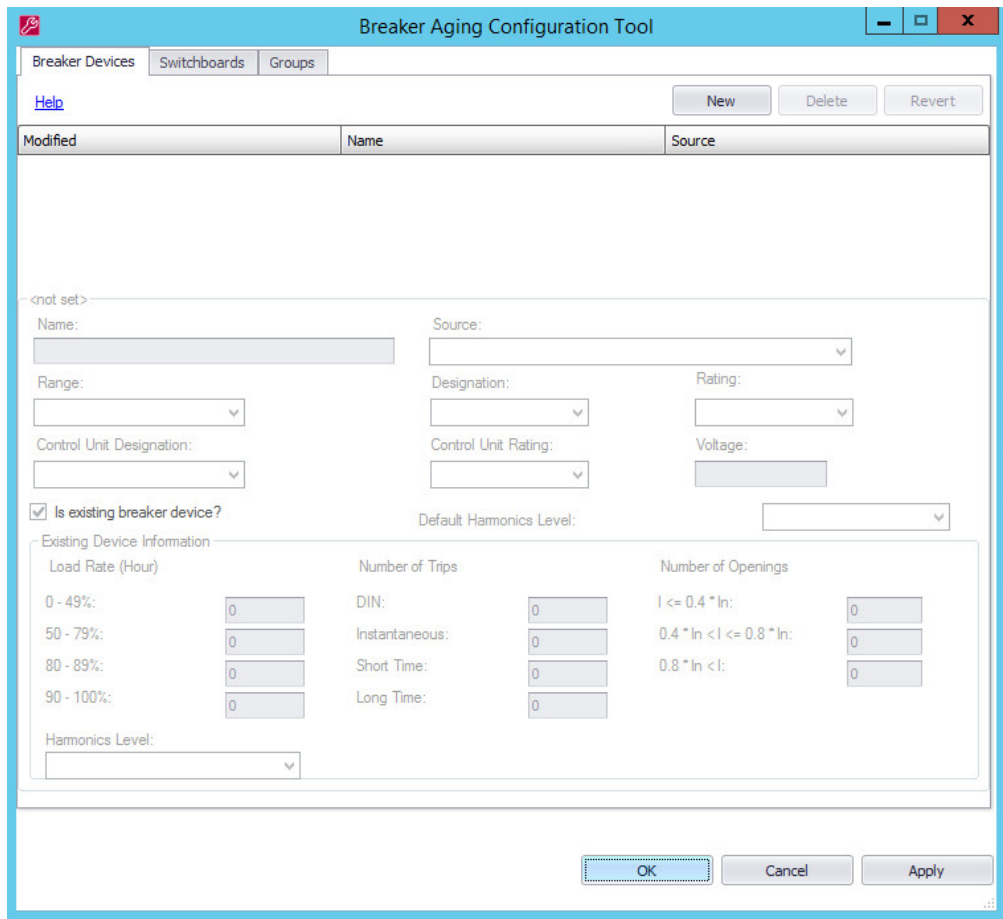 Breaker Aging Configuration Tool
Breaker Devices Switchboards Groups
Help New Delete Revert
Modified Name Source
<not set>
Name: Source:
Range: Designation: Rating:
Control Unit Designation: Control Unit Rating: Voltage:
Is existing breaker device? Default Harmonics Level:
Existing Device Information
Load Rate (Hour) Number of Trips Number of Openings
0 - 49%: 0 DIN: 0 I <= 0.4 * In: 0
50 - 79%: 0 Instantaneous: 0 0.4 * In < I <= 0.8 * In: 0
80 - 89%: 0 Short Time: 0 0.8 * In < I: 0
90 - 100%: 0 Long Time: 0
Harmonics Level:
OK Cancel Apply